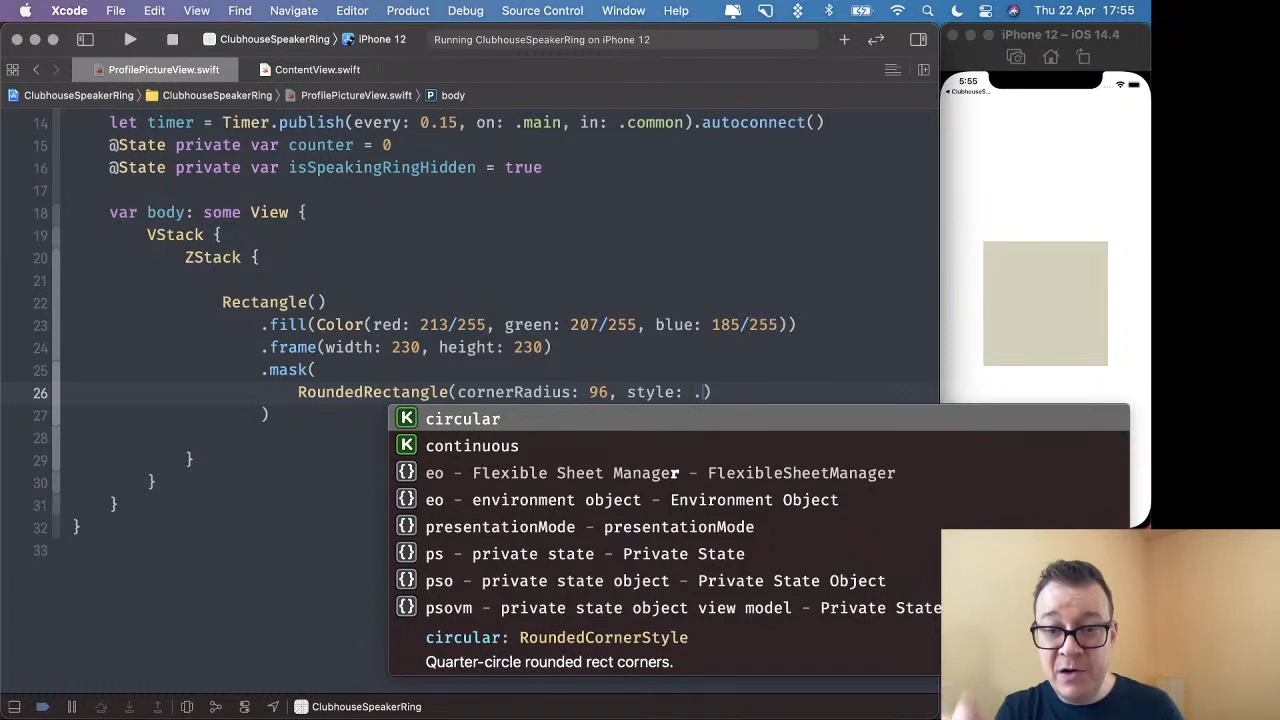 Xcode File Edit View Find Navigate Editor Product Debug Source Control Window Help Thu 22 Apr 17:55
ClubhouseSpeakerRing iPhone 12 Running ClubhouseSpeakerRing on iPhone 12
iPhone 12 – iOS 14.4
ProfilePictureView.swift ContentView.swift
5:55
ClubhouseS...
ClubhouseSpeakerRing ClubhouseSpeakerRing ProfilePictureView.swift body
14 let timer = Timer.publish(every: 0.15, on: .main, in: .common).autoconnect()
15 @State private var counter = 0
16 @State private var isSpeakingRingHidden = true
17
18 var body: some View {
19 VStack {
20 ZStack {
21
22 Rectangle()
23 .fill(Color(red: 213/255, green: 207/255, blue: 185/255))
24 .frame(width: 230, height: 230)
25 .mask(
26 RoundedRectangle(cornerRadius: 96, style: .)
27 )
28
29 }
30 }
31 }
32 }
33
K circular
K continuous
{} eo – Flexible Sheet Manager – FlexibleSheetManager
{} eo – environment object – Environment Object
{} presentationMode – presentationMode
{} ps – private state – Private State
{} pso – private state object – Private State Object
{} psovm – private state object view model – Private State
circular: RoundedCornerStyle
Quarter-circle rounded rect corners.
ClubhouseSpeakerRing